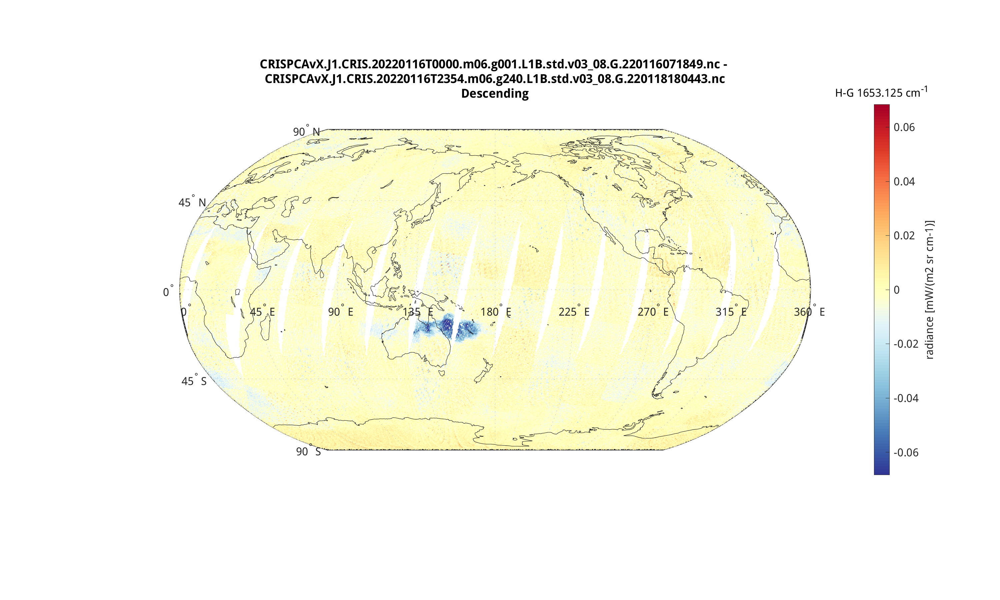 CRISPCAvX.J1.CRIS.20220116T0000.m06.g001.L1B.std.v03_08.G.220116071849.nc -
CRISPCAvX.J1.CRIS.20220116T2354.m06.g240.L1B.std.v03_08.G.220118180443.nc
Descending
H-G 1653.125 cm-1
90° N
45° N
0°
0° 45° E 90° E 135° E 180° E 225° E 270° E 315° E 360° E
45° S
90° S
0.06
0.04
0.02
0
-0.02
-0.04
-0.06
radiance [mW/(m2 sr cm-1)]